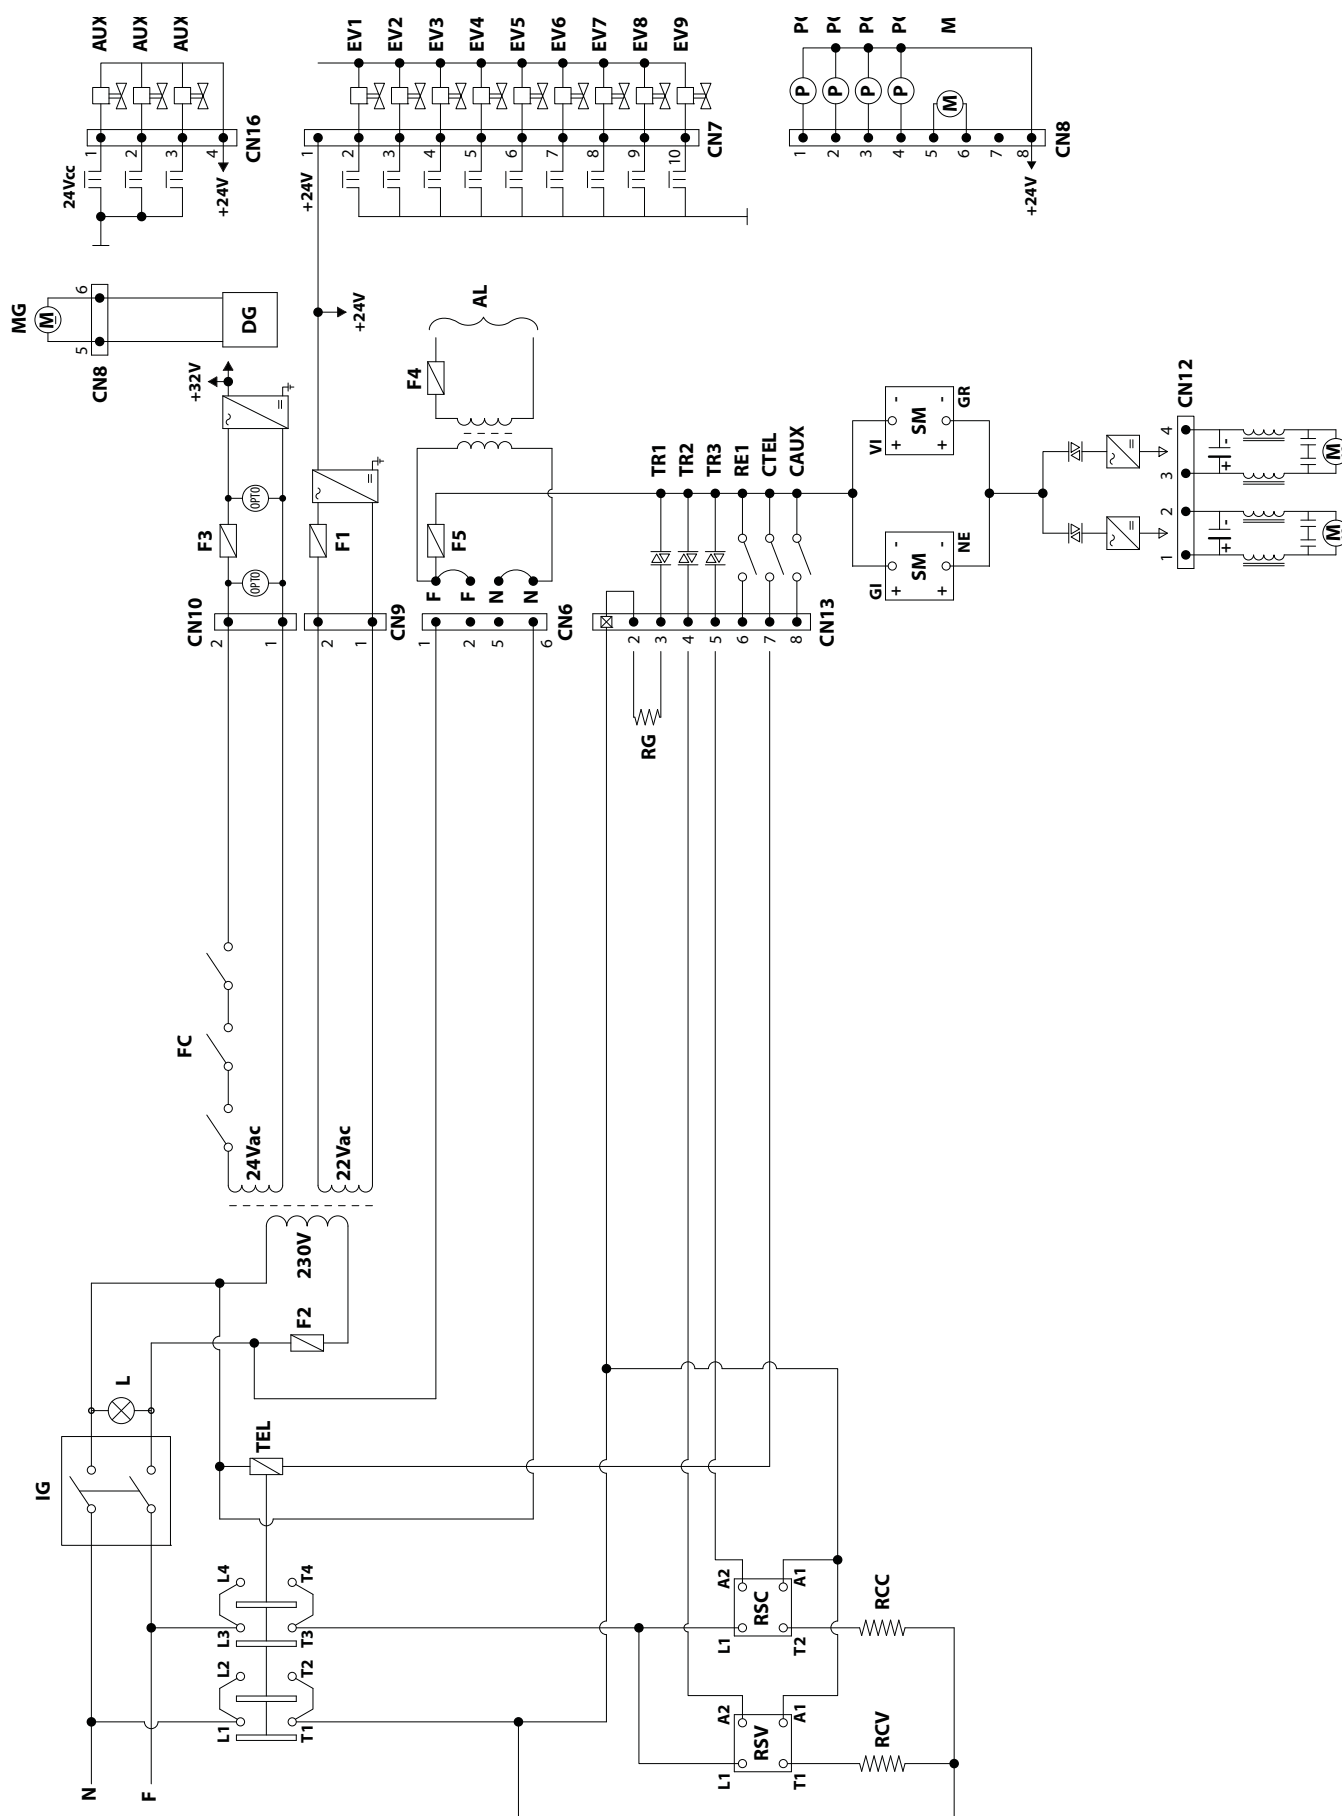 AUX
AUX
AUX
24Vcc
1
2
3
4
+24V
CN16
EV1
EV2
EV3
EV4
EV5
EV6
EV7
EV8
EV9
+24V
1
2
3
4
5
6
7
8
9
10
CN7
P
P
P
P
M
M
1
2
3
4
5
6
7
8
+24V
CN8
MG
M
5
6
CN8
DG
+32V
~
=
OPTO
F3
OPTO
CN10
2
1
+24V
~
=
F1
CN9
2
1
AL
F4
F5
F
F
N
N
CN6
1
2
5
6
TR1
TR2
TR3
RE1
CTEL
CAUX
2
3
4
5
6
7
8
CN13
RG
VI
SM
+
-
+
-
GR
GI
SM
+
-
+
-
NE
~
=
~
=
CN12
1
2
3
4
+
-
+
-
M
M
FC
24Vac
22Vac
230V
F2
L
IG
TEL
L4
T4
L3
T3
L2
T2
L1
T1
N
F
A2
RSC
A1
L1
T2
RCC
A2
RSV
A1
L1
T1
RCV